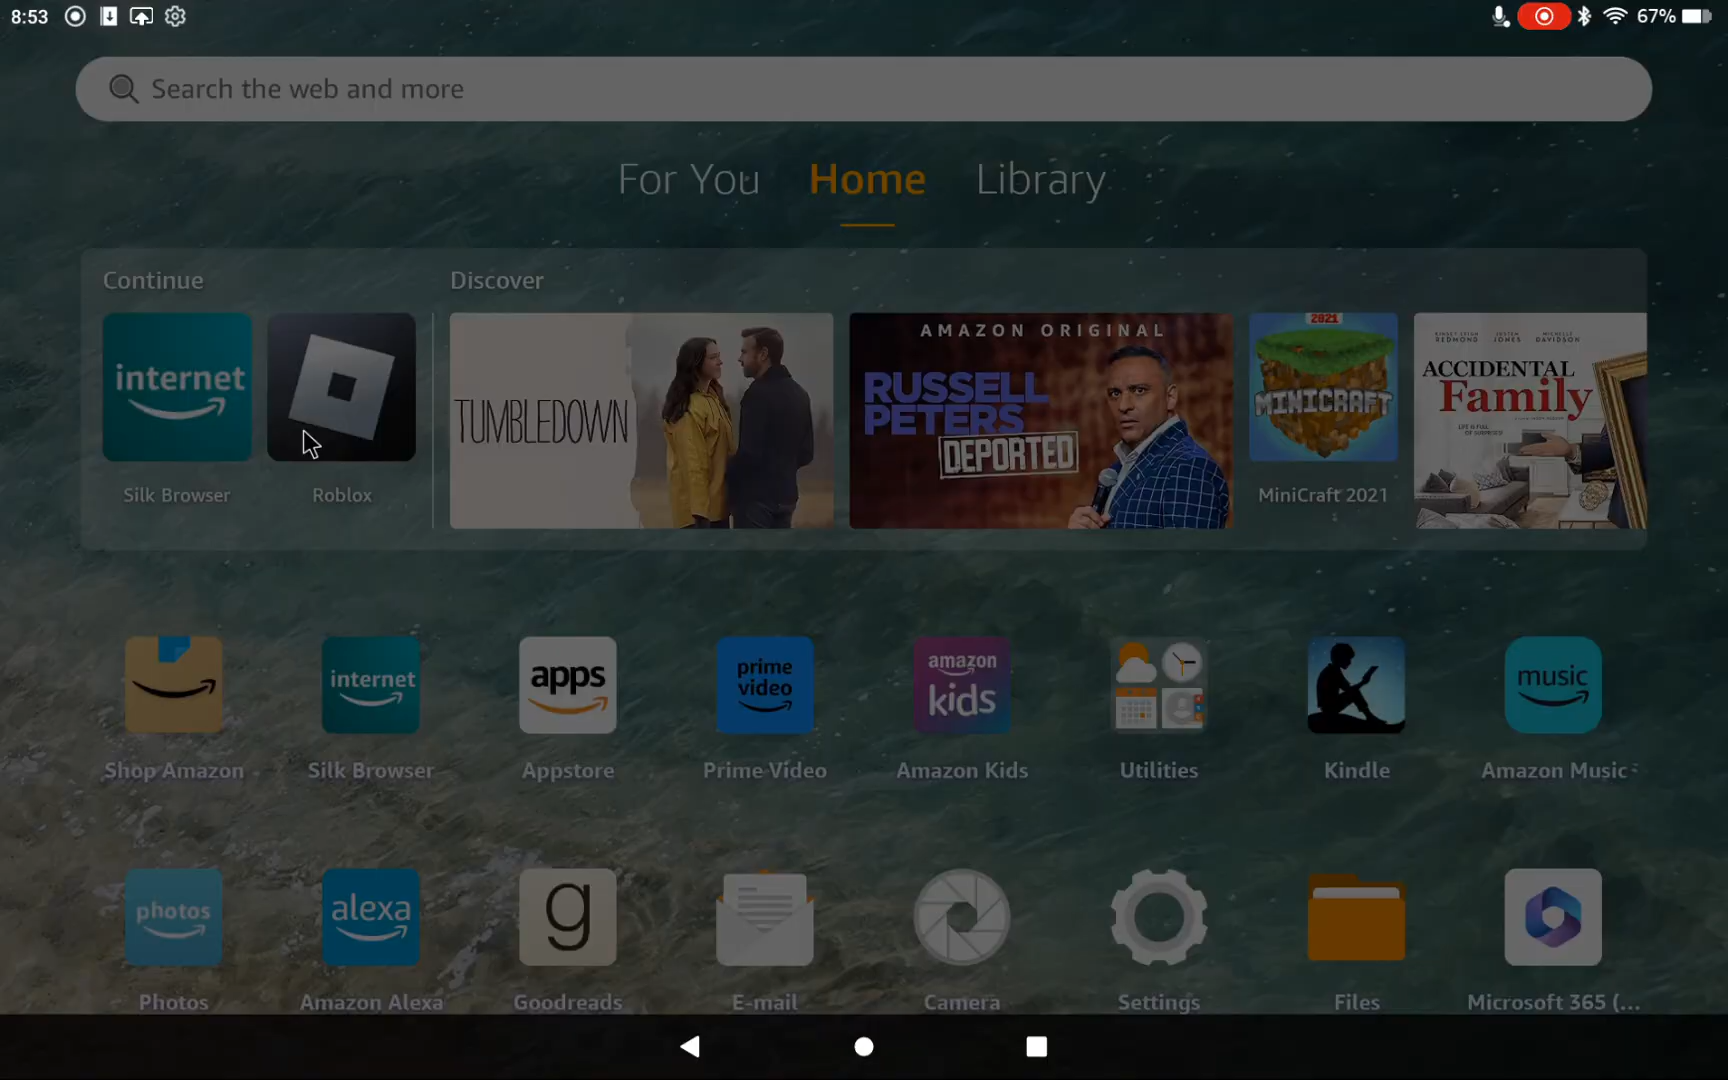 8:53
67%
Search the web and more
For You Home Library
Continue
Discover
internet
Silk Browser
Roblox
TUMBLEDOWN
AMAZON ORIGINAL
RUSSELL
PETERS
DEPORTED
2021
MINICRAFT
MiniCraft 2021
ACCIDENTAL
Family
Shop Amazon
internet
Silk Browser
apps
Appstore
prime
video
Prime Video
amazon
kids
Amazon Kids
Utilities
Kindle
music
Amazon Music
photos
Photos
alexa
Amazon Alexa
g
Goodreads
E-mail
Camera
Settings
Files
Microsoft 365 (...